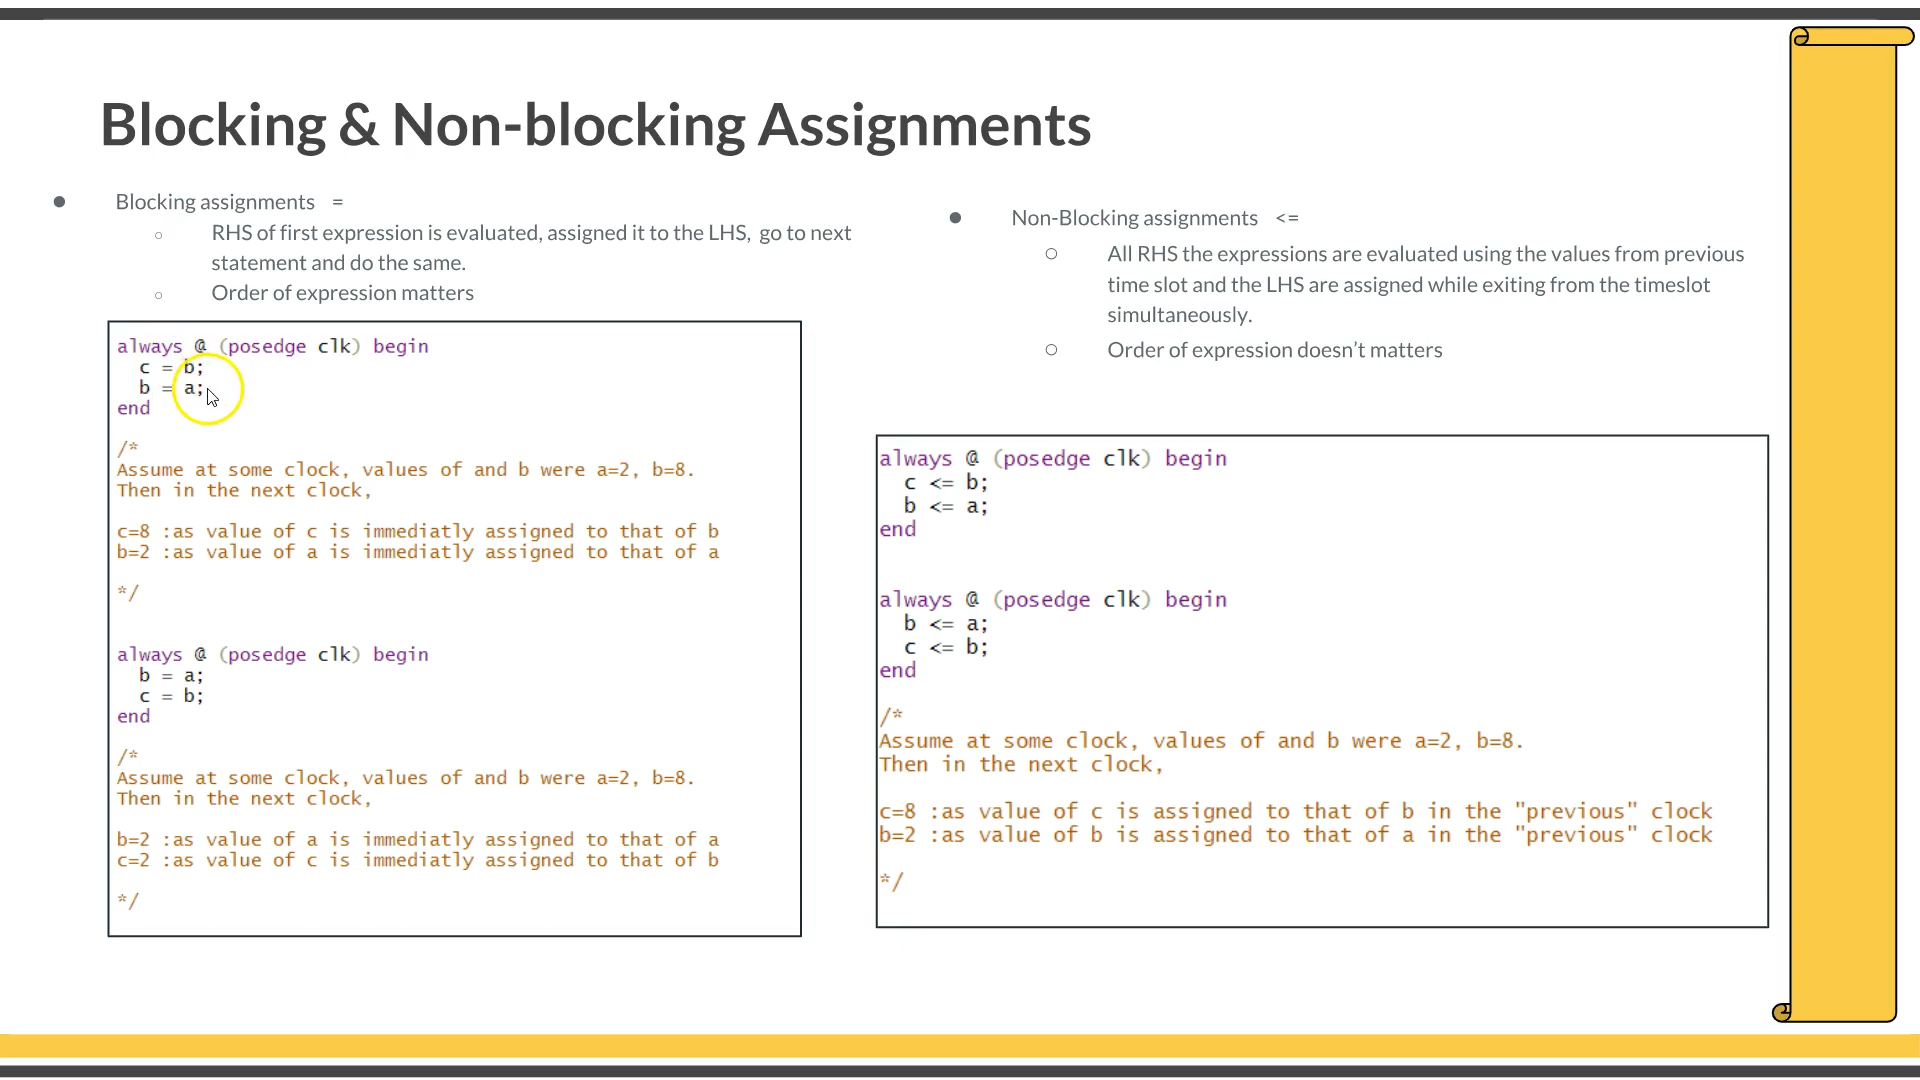 Blocking & Non-blocking Assignments
● Blocking assignments =
○ RHS of first expression is evaluated, assigned it to the LHS, go to next
statement and do the same.
○ Order of expression matters
always @ (posedge clk) begin
c = b;
b = a;
end
/*
Assume at some clock, values of and b were a=2, b=8.
Then in the next clock,
c=8 :as value of c is immediatly assigned to that of b
b=2 :as value of a is immediatly assigned to that of a
*/
always @ (posedge clk) begin
b = a;
c = b;
end
/*
Assume at some clock, values of and b were a=2, b=8.
Then in the next clock,
b=2 :as value of a is immediatly assigned to that of a
c=2 :as value of c is immediatly assigned to that of b
*/
● Non-Blocking assignments <=
○ All RHS the expressions are evaluated using the values from previous
time slot and the LHS are assigned while exiting from the timeslot
simultaneously.
○ Order of expression doesn't matters
always @ (posedge clk) begin
c <= b;
b <= a;
end
always @ (posedge clk) begin
b <= a;
c <= b;
end
/*
Assume at some clock, values of and b were a=2, b=8.
Then in the next clock,
c=8 :as value of c is assigned to that of b in the "previous" clock
b=2 :as value of b is assigned to that of a in the "previous" clock
*/